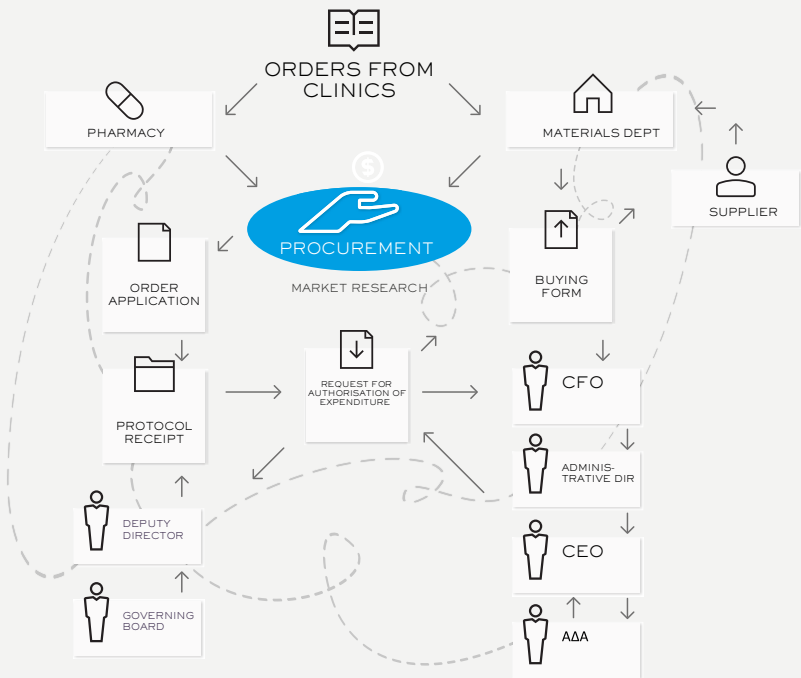 ORDERS FROM
CLINICS
PHARMACY
MATERIALS DEPT
SUPPLIER
$
PROCUREMENT
MARKET RESEARCH
ORDER
APPLICATION
BUYING
FORM
REQUEST FOR
AUTHORISATION OF
EXPENDITURE
CFO
PROTOCOL
RECEIPT
ADMINIS-
TRATIVE DIR
DEPUTY
DIRECTOR
CEO
GOVERNING
BOARD
ΑΔΑ